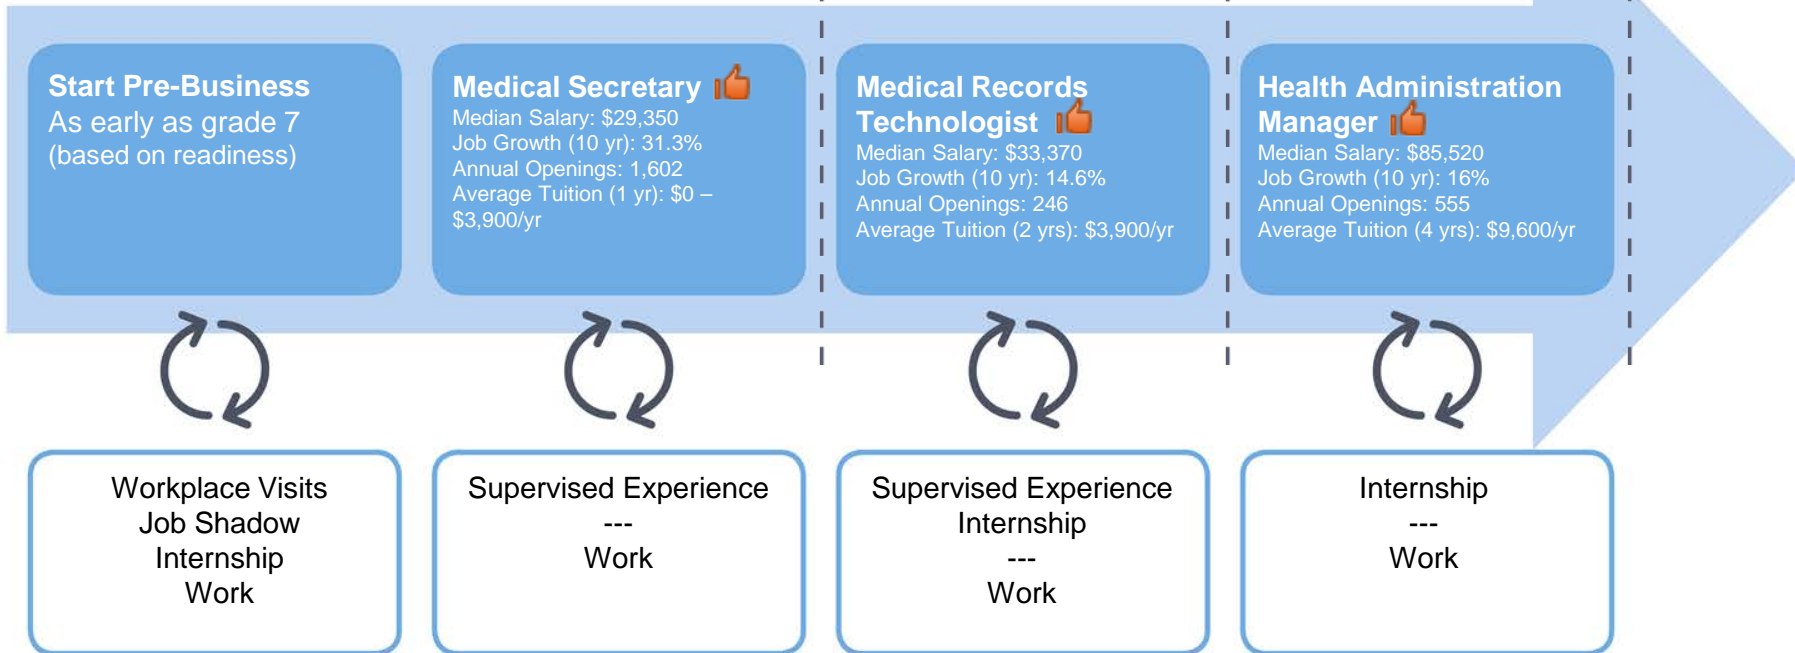 Start Pre-Business
As early as grade 7
(based on readiness)
Medical Secretary
Median Salary: $29,350
Job Growth (10 yr): 31.3%
Annual Openings: 1,602
Average Tuition (1 yr): $0 –
$3,900/yr
Medical Records
Technologist
Median Salary: $33,370
Job Growth (10 yr): 14.6%
Annual Openings: 246
Average Tuition (2 yrs): $3,900/yr
Health Administration
Manager
Median Salary: $85,520
Job Growth (10 yr): 16%
Annual Openings: 555
Average Tuition (4 yrs): $9,600/yr
Workplace Visits
Job Shadow
Internship
Work
Supervised Experience
---
Work
Supervised Experience
Internship
---
Work
Internship
---
Work